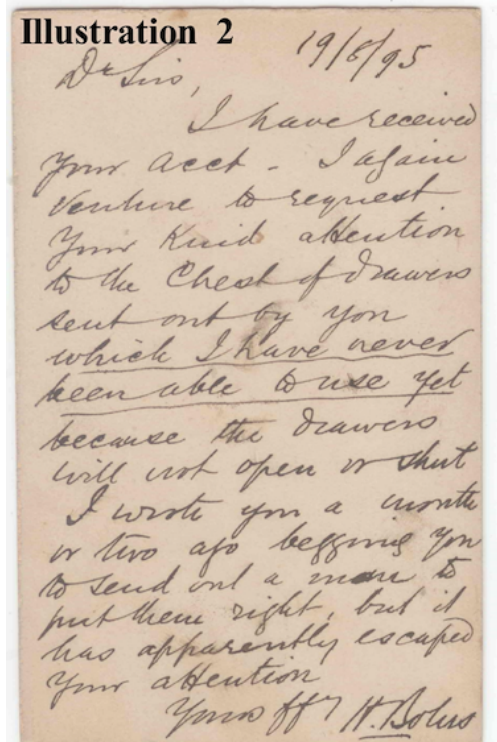 Illustration 2
19/8/95
Dr Sirs,
I have received
your acct - I again
venture to request
your kind attention
to the Chest of drawers
sent out by you
which I have never
been able to use yet
because the drawers
will not open or shut
I wrote you a month
or two ago begging you
to send out a man to
put them right, but it
has apparently escaped
your attention
Yours ff
H. Bolus